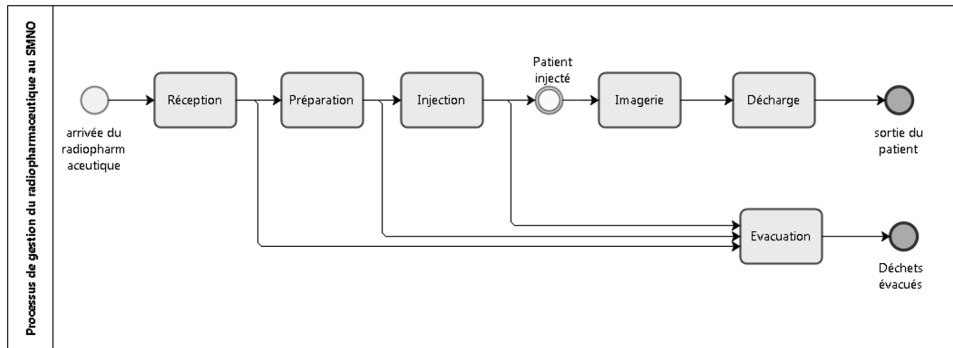 Processus de gestion du radiopharmaceutique au SMNO
Patient
injecté
Réception
Préparation
Injection
Imagerie
Décharge
arrivée du
radiopharm
aceutique
sortie du
patient
Evacuation
Déchets
évacués